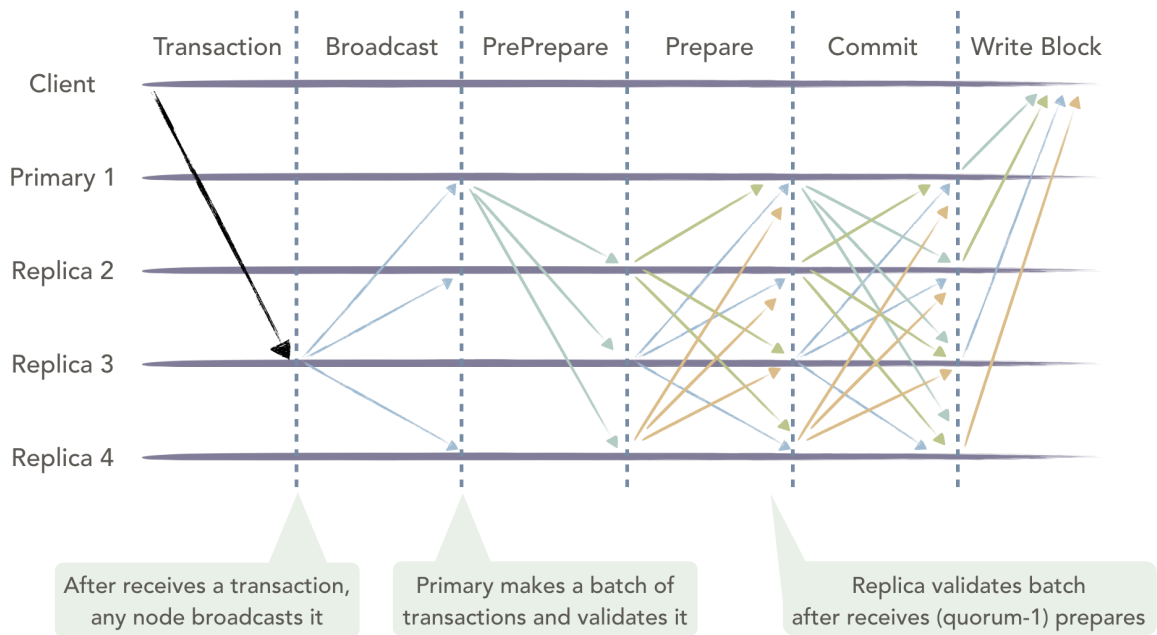 Transaction
Broadcast
PrePrepare
Prepare
Commit
Write Block
Client
Primary 1
Replica 2
Replica 3
Replica 4
After receives a transaction,
any node broadcasts it
Primary makes a batch of
transactions and validates it
Replica validates batch
after receives (quorum-1) prepares